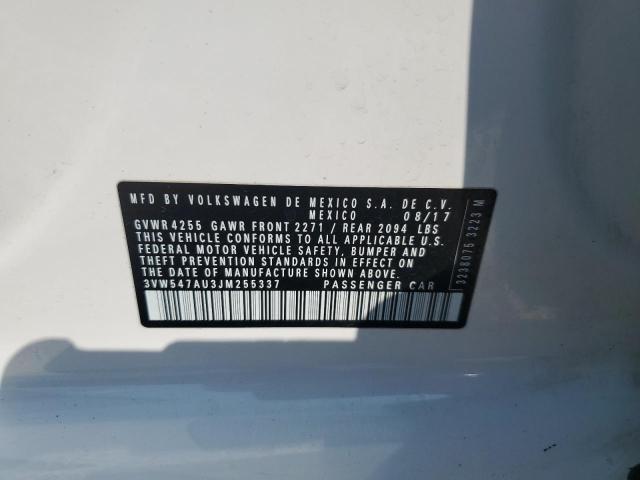 MFD BY VOLKSWAGEN DE MEXICO S.A. DE C.V.
MEXICO 08/17
GVWR 4255 GAWR FRONT 2271 / REAR 2094 LBS
THIS VEHICLE CONFORMS TO ALL APPLICABLE U.S.
FEDERAL MOTOR VEHICLE SAFETY, BUMPER AND
THEFT PREVENTION STANDARDS IN EFFECT ON THE
DATE OF MANUFACTURE SHOWN ABOVE.
3VW547AU3JM255337 PASSENGER CAR
3238075 3223 M